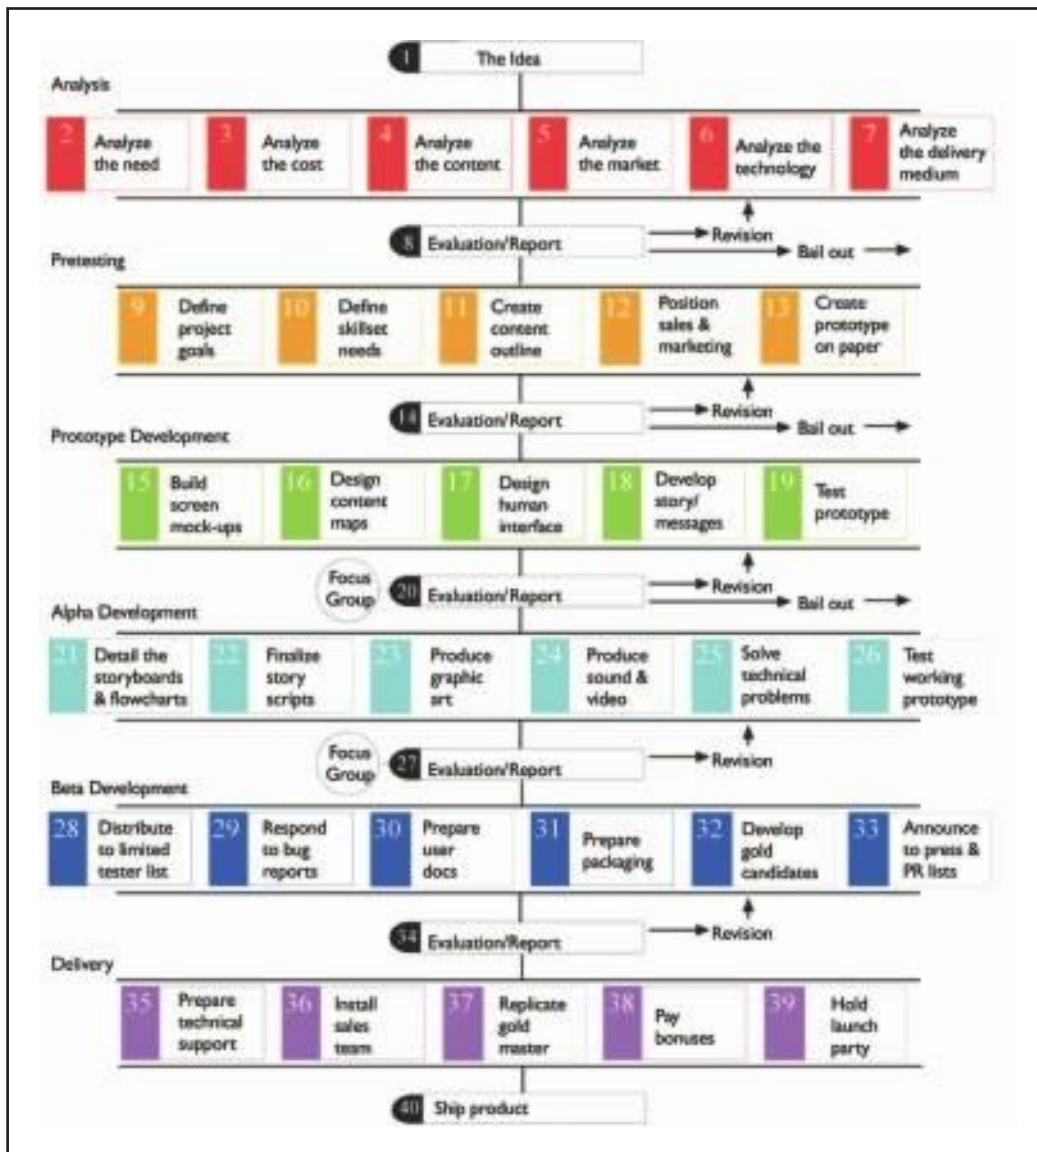 1 The Idea
Analysis
2 Analyze
the need
3 Analyze
the cost
4 Analyze
the content
5 Analyze
the market
6 Analyze the
technology
7 Analyze
the delivery
medium
8 Evaluation/Report
Revision
Bail out
Pretesting
9 Define
project
goals
10 Define
skillset
needs
11 Create
content
outline
12 Position
sales &
marketing
13 Create
prototype
on paper
14 Evaluation/Report
Revision
Bail out
Prototype Development
15 Build
screen
mock-ups
16 Design
content
maps
17 Design
human
interface
18 Develop
story/
messages
19 Test
prototype
Focus
Group
20 Evaluation/Report
Revision
Bail out
Alpha Development
21 Detail the
storyboards
& flowcharts
22 Finalize
story
scripts
23 Produce
graphic
art
24 Produce
sound &
video
25 Solve
technical
problems
26 Test
working
prototype
Focus
Group
27 Evaluation/Report
Revision
Beta Development
28 Distribute
to limited
tester list
29 Respond
to bug
reports
30 Prepare
user
docs
31 Prepare
packaging
32 Develop
gold
candidates
33 Announce
to press &
PR lists
34 Evaluation/Report
Revision
Delivery
35 Prepare
technical
support
36 Install
sales
team
37 Replicate
gold
master
38 Pay
bonuses
39 Hold
launch
party
40 Ship product